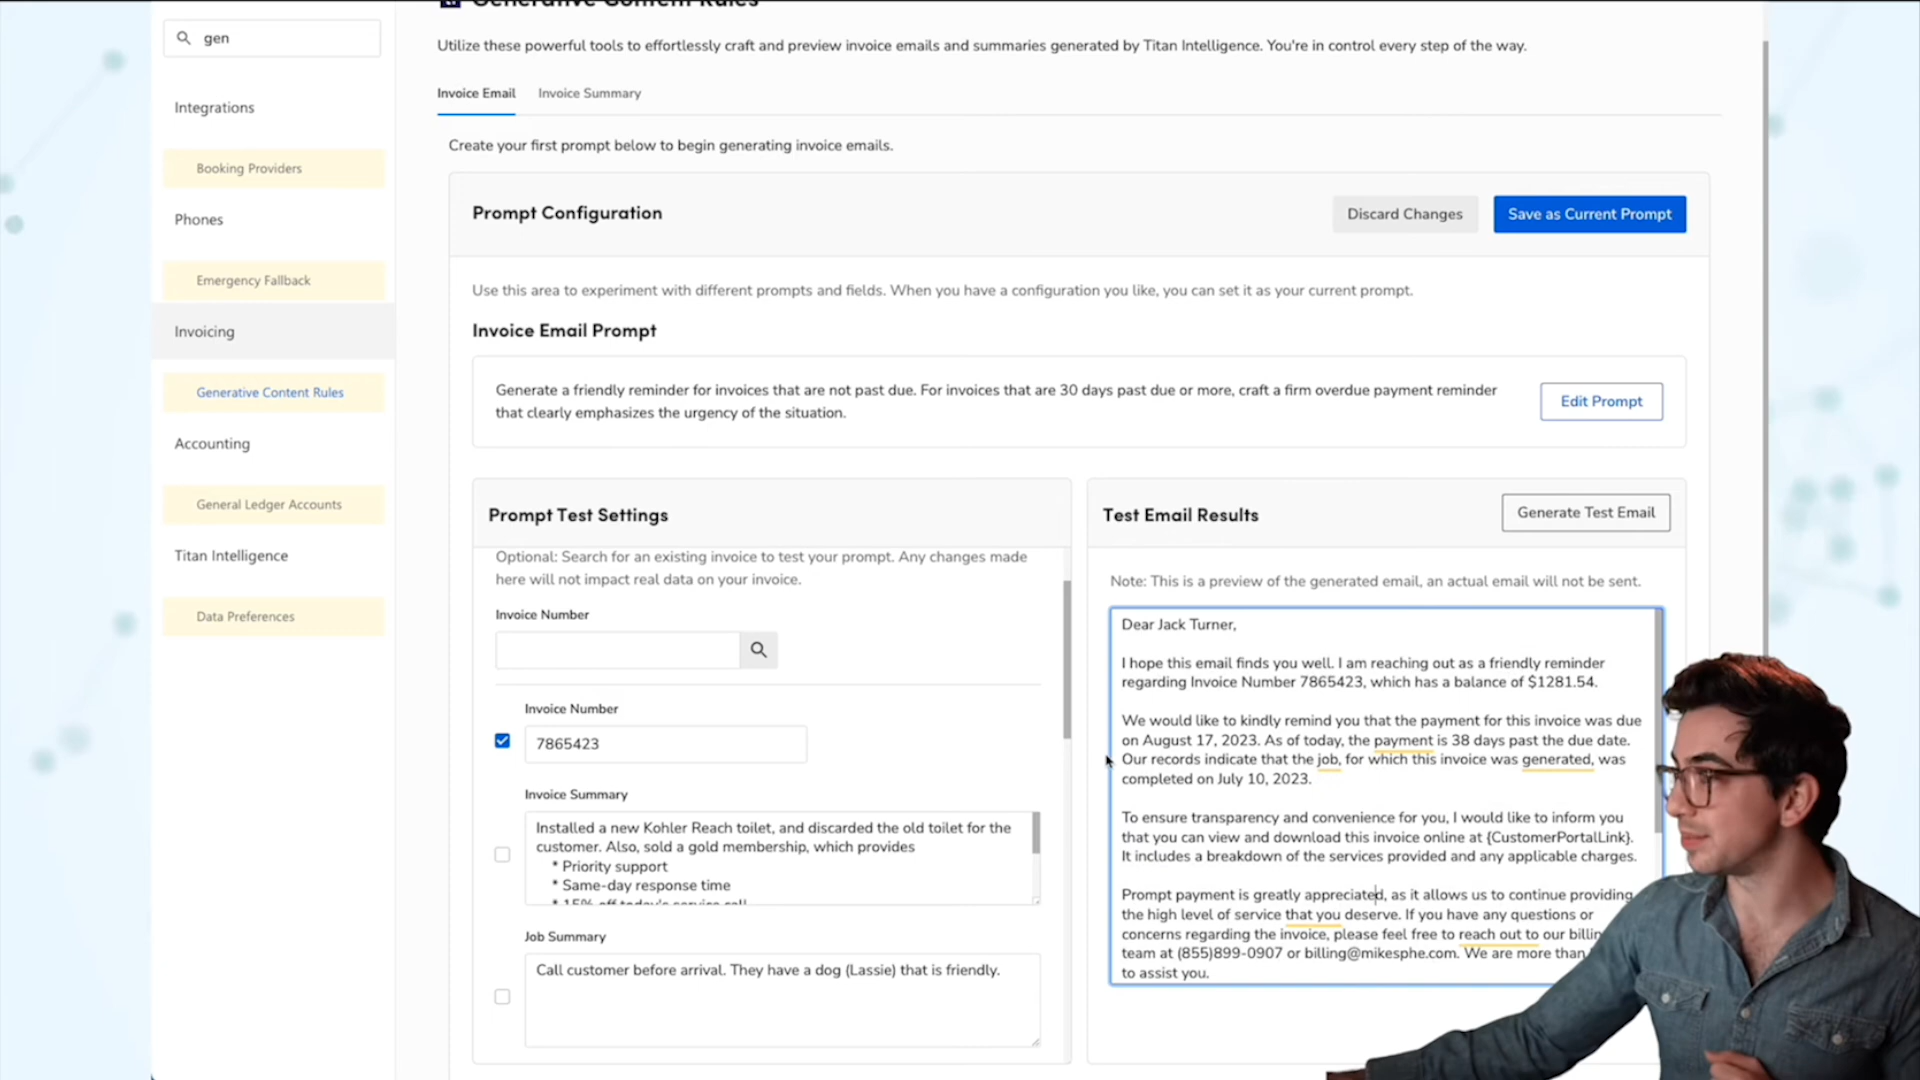 Generative Content Rules
gen
Utilize these powerful tools to effortlessly craft and preview invoice emails and summaries generated by Titan Intelligence. You're in control every step of the way.
Integrations
Booking Providers
Phones
Emergency Fallback
Invoicing
Generative Content Rules
Accounting
General Ledger Accounts
Titan Intelligence
Data Preferences
Invoice Email
Invoice Summary
Create your first prompt below to begin generating invoice emails.
Prompt Configuration
Discard Changes
Save as Current Prompt
Use this area to experiment with different prompts and fields. When you have a configuration you like, you can set it as your current prompt.
Invoice Email Prompt
Generate a friendly reminder for invoices that are not past due. For invoices that are 30 days past due or more, craft a firm overdue payment reminder
that clearly emphasizes the urgency of the situation.
Edit Prompt
Prompt Test Settings
Optional: Search for an existing invoice to test your prompt. Any changes made
here will not impact real data on your invoice.
Invoice Number
Invoice Number
7865423
Invoice Summary
Installed a new Kohler Reach toilet, and discarded the old toilet for the
customer. Also, sold a gold membership, which provides
* Priority support
* Same-day response time
* 15% off today's service call
Job Summary
Call customer before arrival. They have a dog (Lassie) that is friendly.
Test Email Results
Generate Test Email
Note: This is a preview of the generated email, an actual email will not be sent.
Dear Jack Turner,
I hope this email finds you well. I am reaching out as a friendly reminder
regarding Invoice Number 7865423, which has a balance of $1281.54.
We would like to kindly remind you that the payment for this invoice was due
on August 17, 2023. As of today, the payment is 38 days past the due date.
Our records indicate that the job, for which this invoice was generated, was
completed on July 10, 2023.
To ensure transparency and convenience for you, I would like to inform you
that you can view and download this invoice online at {CustomerPortalLink}.
It includes a breakdown of the services provided and any applicable charges.
Prompt payment is greatly appreciated, as it allows us to continue providing
the high level of service that you deserve. If you have any questions or
concerns regarding the invoice, please feel free to reach out to our billin
team at (855)899-0907 or billing@mikesphe.com. We are more than
to assist you.